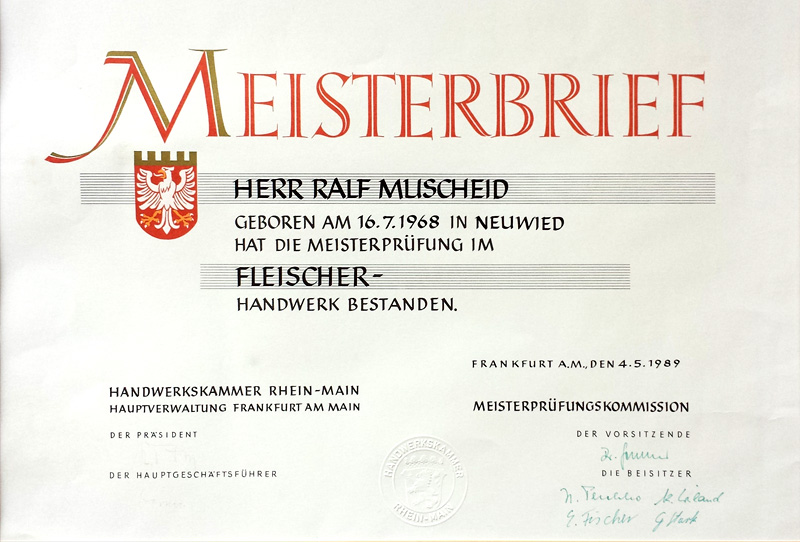 MEISTERBRIEF
HERR RALF MUSCHEID
GEBOREN AM 16.7.1968 IN NEUWIED
HAT DIE MEISTERPRÜFUNG IM
FLEISCHER-
HANDWERK BESTANDEN.
FRANKFURT A.M., DEN 4.5.1989
HANDWERKSKAMMER RHEIN-MAIN
HAUPTVERWALTUNG FRANKFURT AM MAIN
MEISTERPRÜFUNGSKOMMISSION
DER PRÄSIDENT
DER VORSITZENDE
DER HAUPTGESCHÄFTSFÜHRER
DIE BEISITZER
HANDWERKSKAMMER
RHEIN-MAIN
G. Fischer